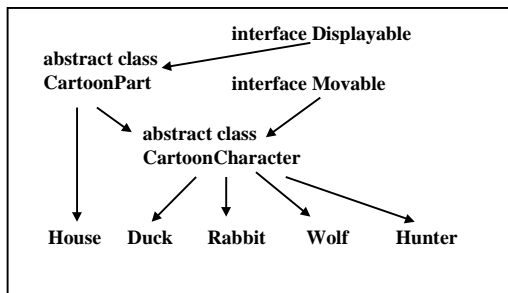 interface Displayable
abstract class
CartoonPart
interface Movable
abstract class
CartoonCharacter
House Duck Rabbit Wolf Hunter